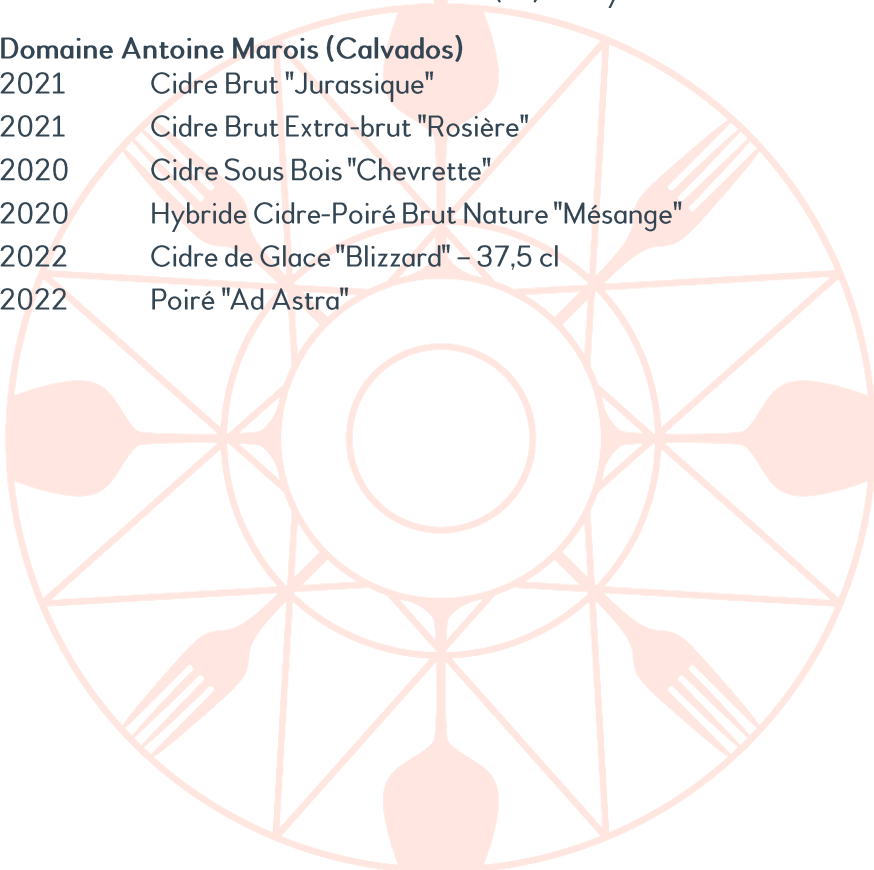 Domaine Antoine Marois (Calvados)
2021 Cidre Brut "Jurassique"
2021 Cidre Brut Extra-brut "Rosière"
2020 Cidre Sous Bois "Chevrette"
2020 Hybride Cidre-Poiré Brut Nature "Mésange"
2022 Cidre de Glace "Blizzard" – 37,5 cl
2022 Poiré "Ad Astra"